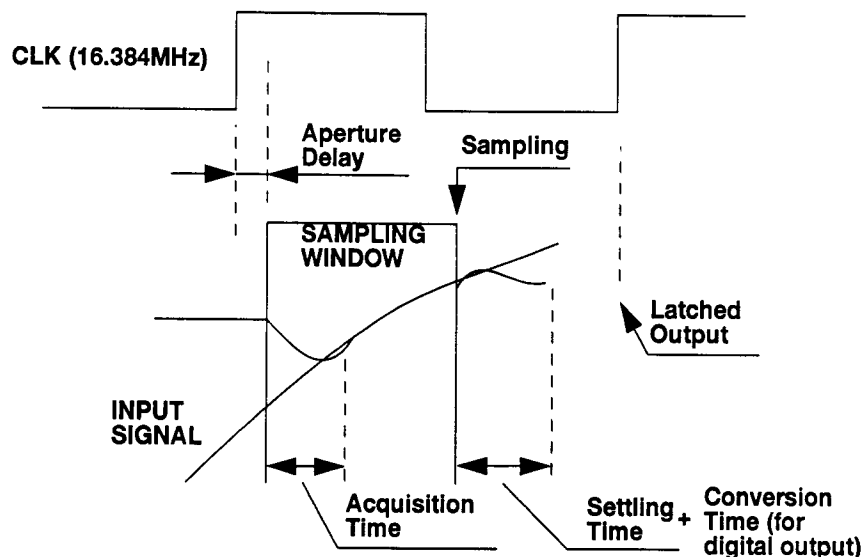 CLK (16.384MHz)
Aperture
Delay
Sampling
SAMPLING
WINDOW
Latched
Output
INPUT
SIGNAL
Acquisition
Time
Settling
Time
+
Conversion
Time (for
digital output)